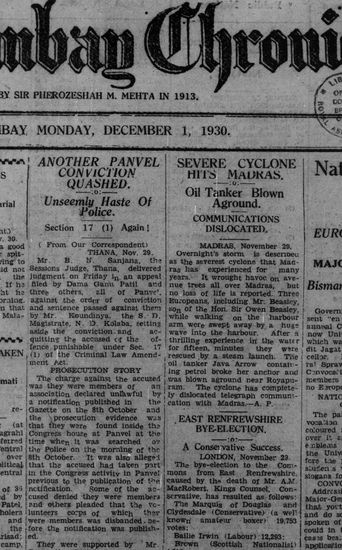 mbay Chroni
BY SIR PHEROZESHAH M. MEHTA IN 1913.
BAY MONDAY, DECEMBER 1, 1930.
ANOTHER PANVEL
CONVICTION
QUASHED.
Unseemly Haste Of
Police.
Section 17 (1) Again!
(From Our Correspondent)
THANA, Nov. 29.
Mr. B. N. Sanjana, the
Sessions Judge, Thana, delivered
judgment on Friday in an appeal
filed by Dama Ganu Patil and
three others, all of Panvel,
against the order of conviction
and sentence passed against them
by Mr. Roundnya, the S. D.
Magistrate, N. D. Kolaba, setting
aside the conviction and ac-
quitting the accused of the of-
fence punishable under Sec. 17
(1) of the Criminal Law Amend-
ment Act.
PROSECUTION STORY
The charge against the accused
was they were members of an
association declared unlawful by
a notification published in the
Gazette on the 8th October and
the prosecution evidence was
that they were found inside the
Congress house at Panvel at the
time when it was searched by
the Police on the morning of the
8th October. It was also alleged
that the accused had taken part
in the Congress activity in Panvel
previous to the publication of the
notification. Some of the ac-
cused denied they were members
and others pleaded that the vo-
lunteers corps of which they
were members was disbanded be-
fore the notification was publish-
ed.
They were supported by Mr.
SEVERE CYCLONE
HITS MADRAS.
Oil Tanker Blown
Aground.
COMMUNICATIONS
DISLOCATED.
MADRAS, November 29.
Overnight's storm is described
as the severest cyclone that Mad-
ras has experienced for many
years. It wrought havoc on ave-
nue trees all over Madras, but
no loss of life is reported. Three
Europeans, including Mr. Beasley,
son of the Hon. Sir Owen Beasley,
while walking on the harbour
arm were swept away by a huge
wave into the harbour. After a
thrilling experience in the water
for fifteen minutes they were
rescued by a steam launch. The
oil tanker Java Arrow contain-
ing petrol broke her anchor and
was blown aground near Royapu-
ram. The cyclone has complete-
ly dislocated telegraph communi-
cation with Madras.—A. P.
EAST RENFREWSHIRE
BYE-ELECTION.
A Conservative Success.
LONDON, November 29.
The bye-election to the Com-
mons from East Renfrewshire,
caused by the death of Mr. A.M.
MacRobert, Kings Counsel, Con-
servative, has resulted as follows:
The Marquis of Douglas and
Clydesdale (Conservative) (a well
known amateur boxer) 19,753
votes:
Bailie Irwin (Labour) 12,293:
Brown (Scottish Nationalist)
Nat
EURO
MAJO